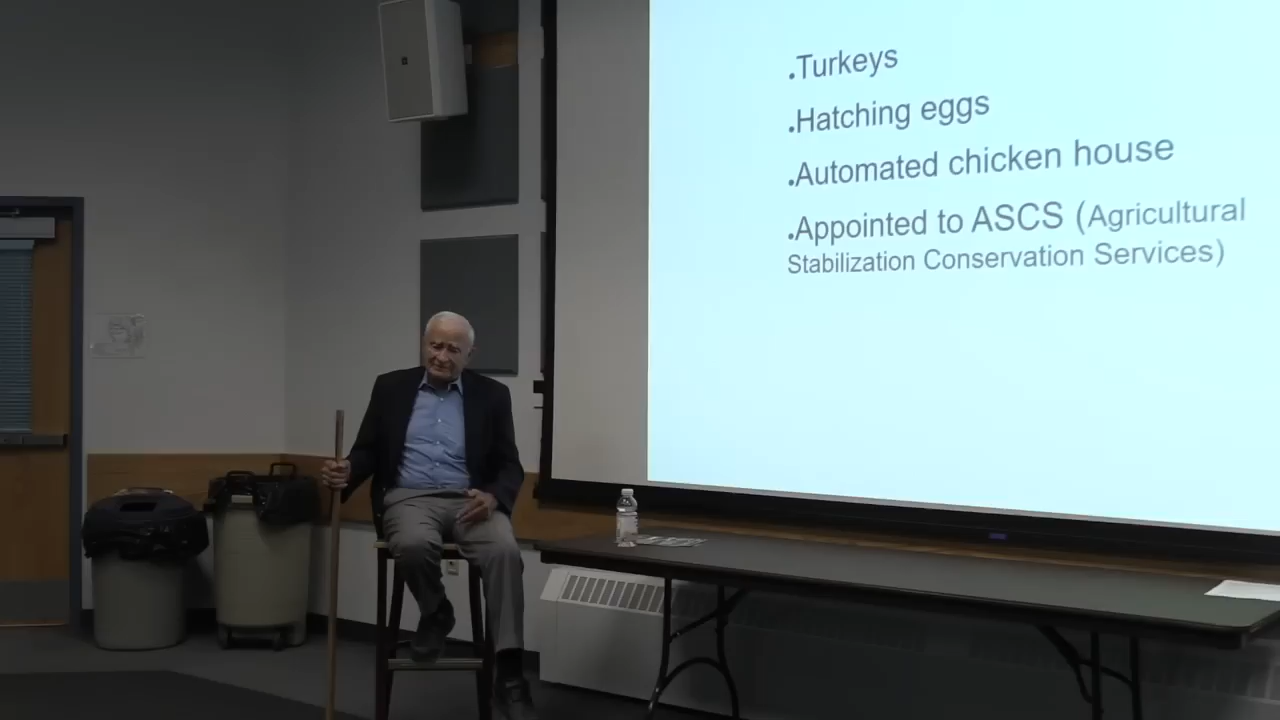 .Turkeys
.Hatching eggs
.Automated chicken house
.Appointed to ASCS (Agricultural
Stabilization Conservation Services)